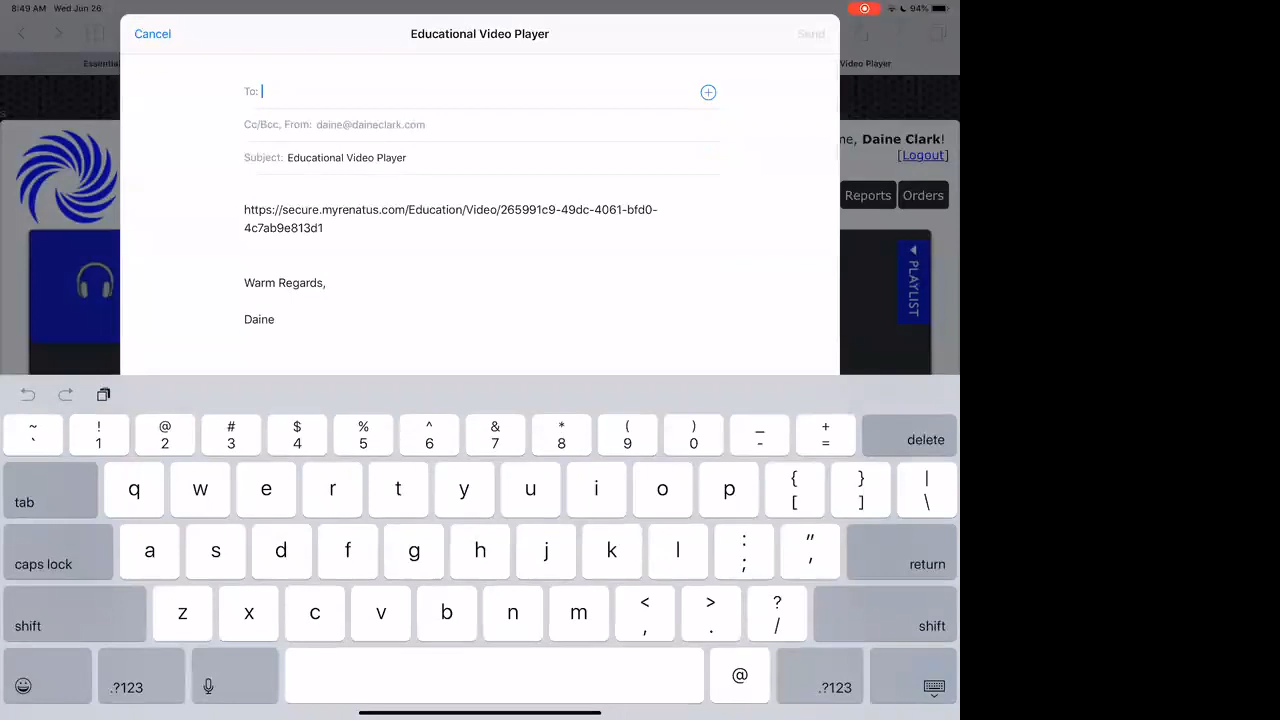 8:49 AM Wed Jun 26
94%
Cancel
Educational Video Player
Send
Essential
Video Player
To:
Cc/Bcc, From: daine@daineclark.com
me, Daine Clark!
[Logout]
Subject: Educational Video Player
Reports
Orders
https://secure.myrenatus.com/Education/Video/265991c9-49dc-4061-bfd0-
4c7ab9e813d1
PLAYLIST
Warm Regards,
Daine
~ ! @ # $ % ^ & * ( ) _ +
` 1 2 3 4 5 6 7 8 9 0 - = delete
tab q w e r t y u i o p { [ } ] | \
caps lock a s d f g h j k l : ; " ' return
shift z x c v b n m < , > . ? / shift
.?123 @ .?123